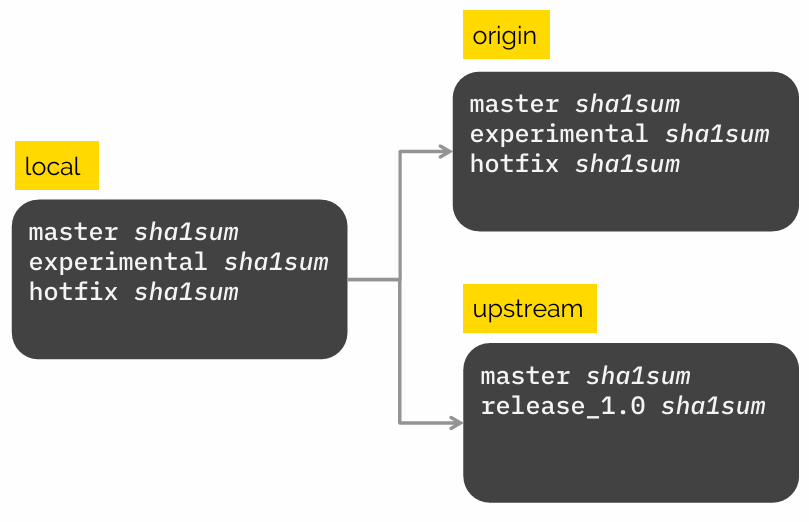 local
master sha1sum
experimental sha1sum
hotfix sha1sum
origin
master sha1sum
experimental sha1sum
hotfix sha1sum
upstream
master sha1sum
release_1.0 sha1sum